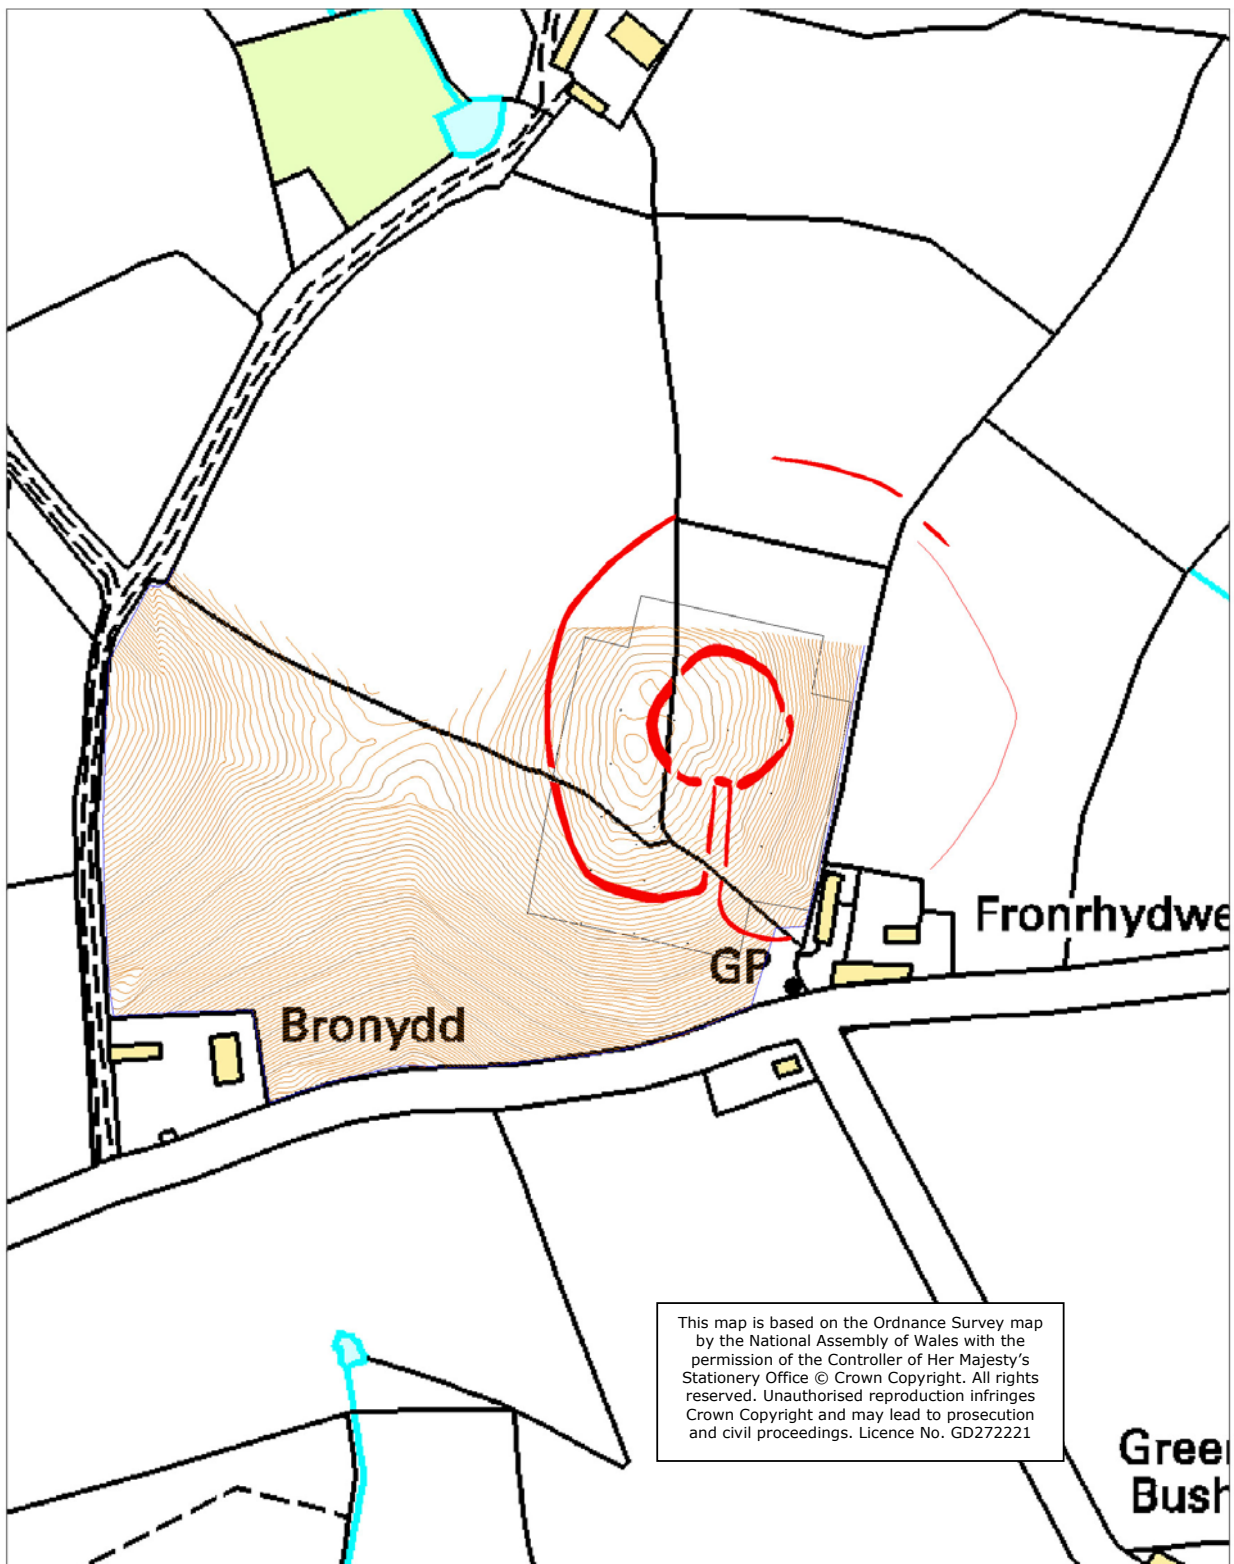 Fronrhydwe
GP
Bronydd
This map is based on the Ordnance Survey map
by the National Assembly of Wales with the
permission of the Controller of Her Majesty's
Stationery Office © Crown Copyright. All rights
reserved. Unauthorised reproduction infringes
Crown Copyright and may lead to prosecution
and civil proceedings. Licence No. GD272221
Green
Bush